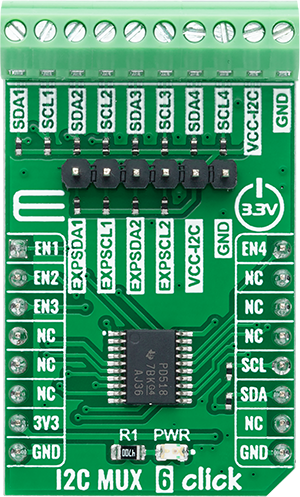 SDA1
SCL1
SDA2
SCL2
SDA3
SCL3
SDA4
SCL4
VCC-I2C
GND
3.3V
EXPSDA1
EXPSCL1
EXPSDA2
EXPSCL2
VCC-I2C
GND
EN1
EN2
EN3
NC
NC
NC
3V3
GND
EN4
NC
NC
NC
SCL
SDA
NC
GND
PD518
7BKG4
AJ36
R1 PWR
4700
I2C MUX 6 click